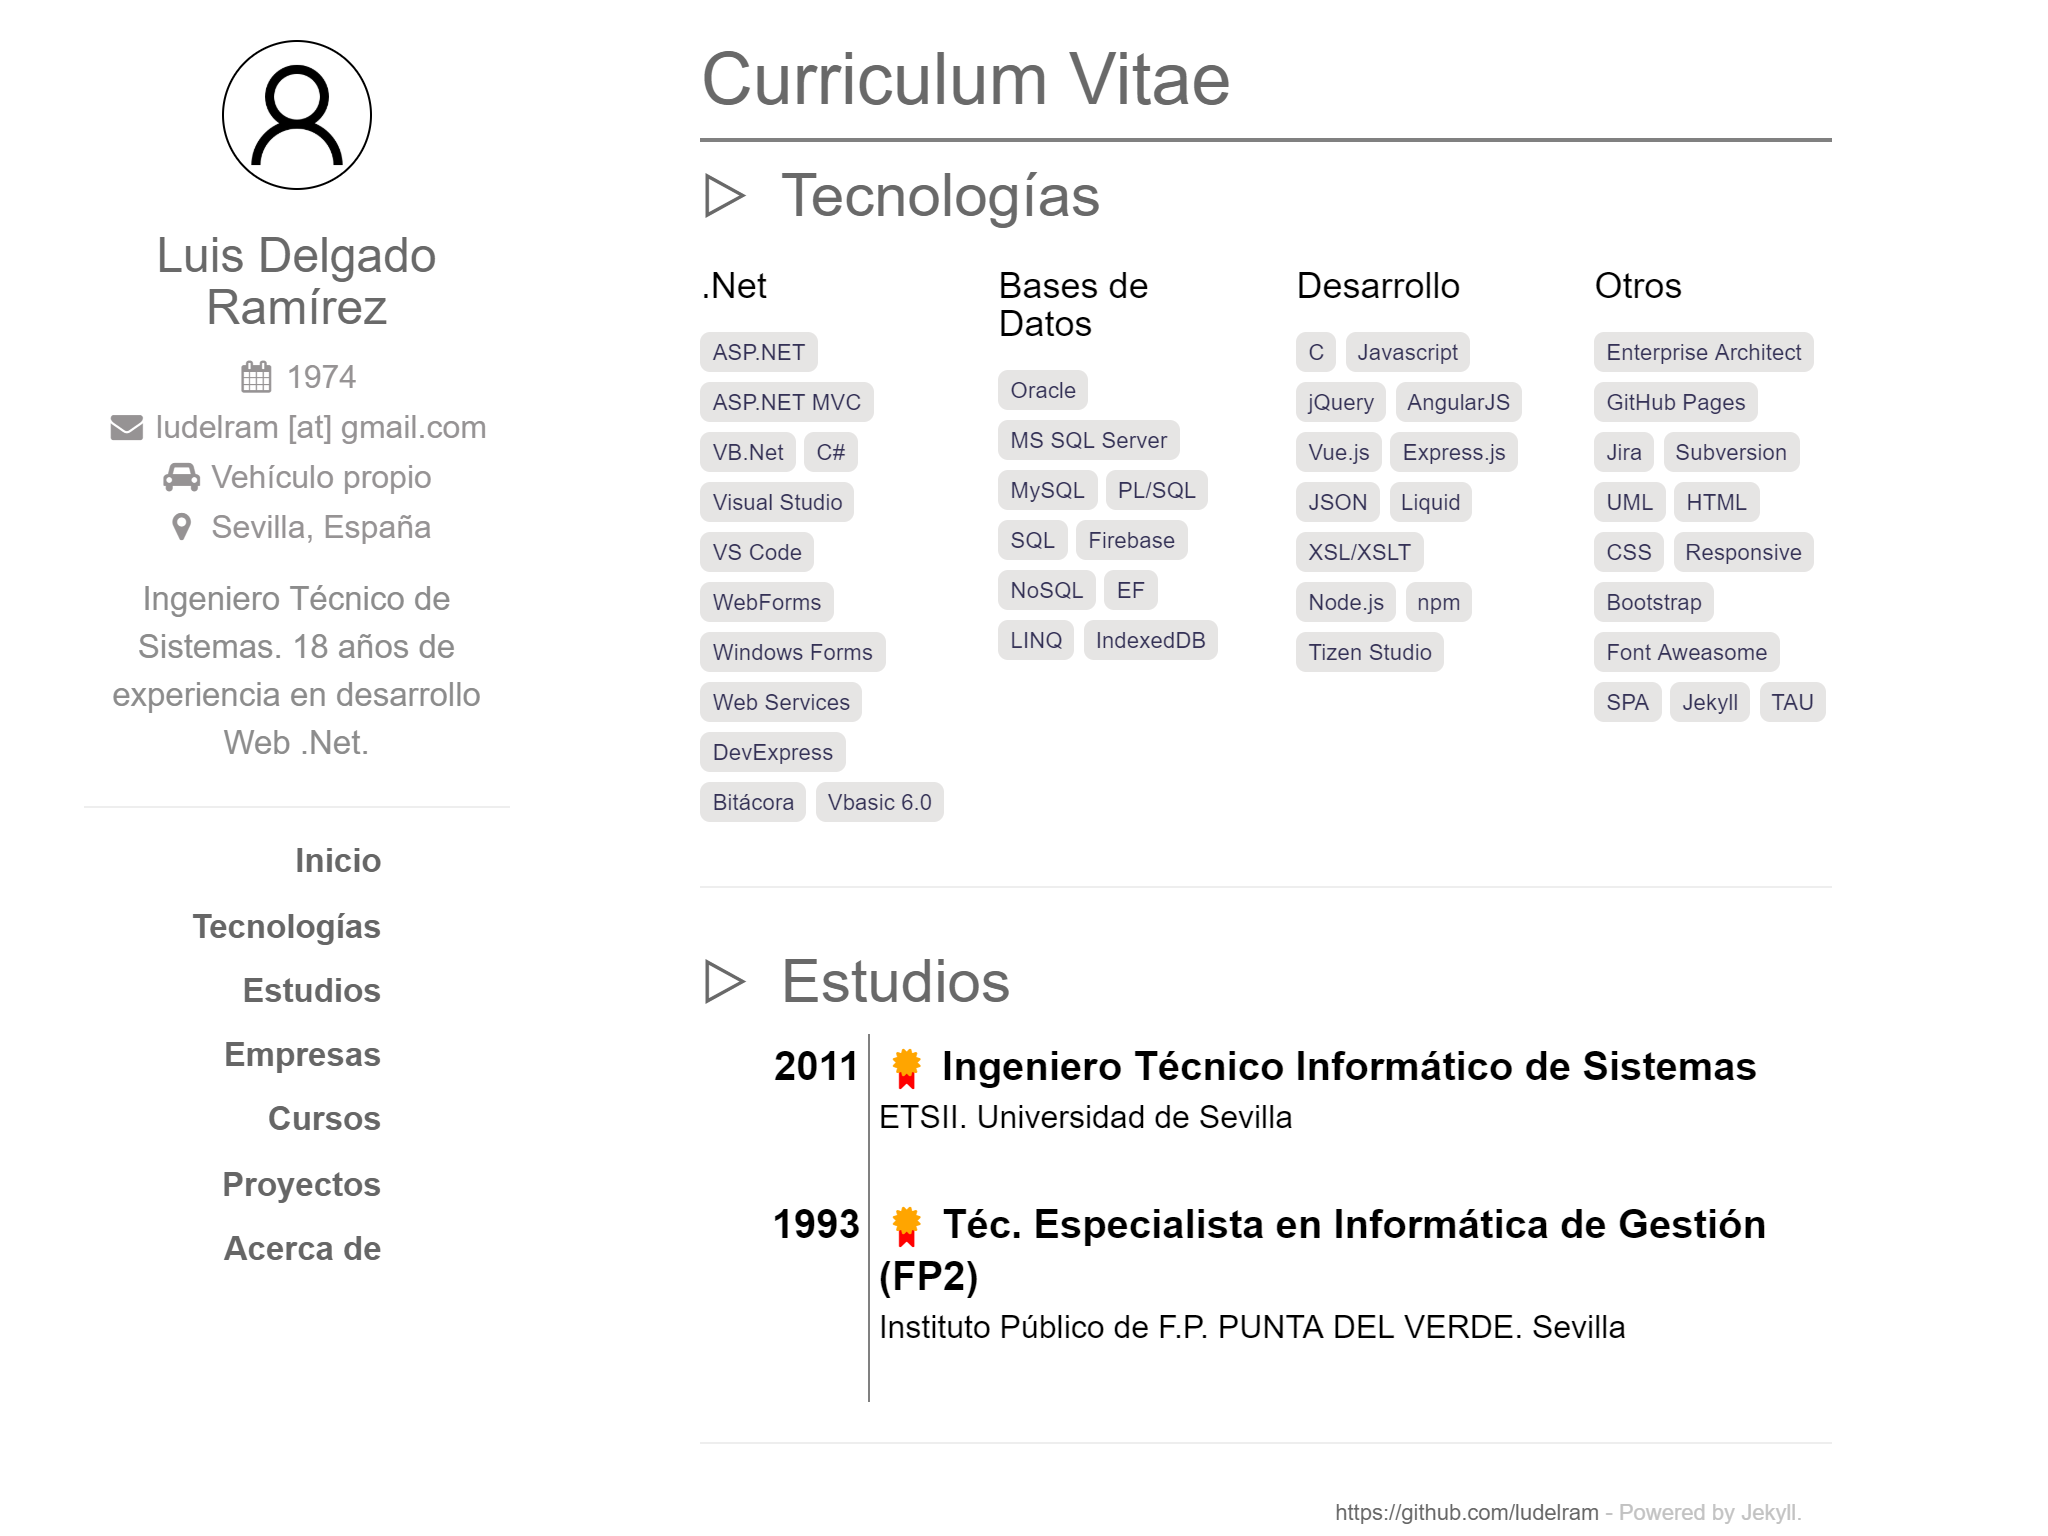 Luis Delgado
Ramírez
1974
ludelram [at] gmail.com
Vehículo propio
Sevilla, España
Ingeniero Técnico de
Sistemas. 18 años de
experiencia en desarrollo
Web .Net.
Inicio
Tecnologías
Estudios
Empresas
Cursos
Proyectos
Acerca de
Curriculum Vitae
Tecnologías
.Net
ASP.NET
ASP.NET MVC
VB.Net C#
Visual Studio
VS Code
WebForms
Windows Forms
Web Services
DevExpress
Bitácora Vbasic 6.0
Bases de
Datos
Oracle
MS SQL Server
MySQL PL/SQL
SQL Firebase
NoSQL EF
LINQ IndexedDB
Desarrollo
C Javascript
jQuery AngularJS
Vue.js Express.js
JSON Liquid
XSL/XSLT
Node.js npm
Tizen Studio
Otros
Enterprise Architect
GitHub Pages
Jira Subversion
UML HTML
CSS Responsive
Bootstrap
Font Aweasome
SPA Jekyll TAU
Estudios
2011 Ingeniero Técnico Informático de Sistemas
ETSII. Universidad de Sevilla
1993 Téc. Especialista en Informática de Gestión
(FP2)
Instituto Público de F.P. PUNTA DEL VERDE. Sevilla
https://github.com/ludelram - Powered by Jekyll.